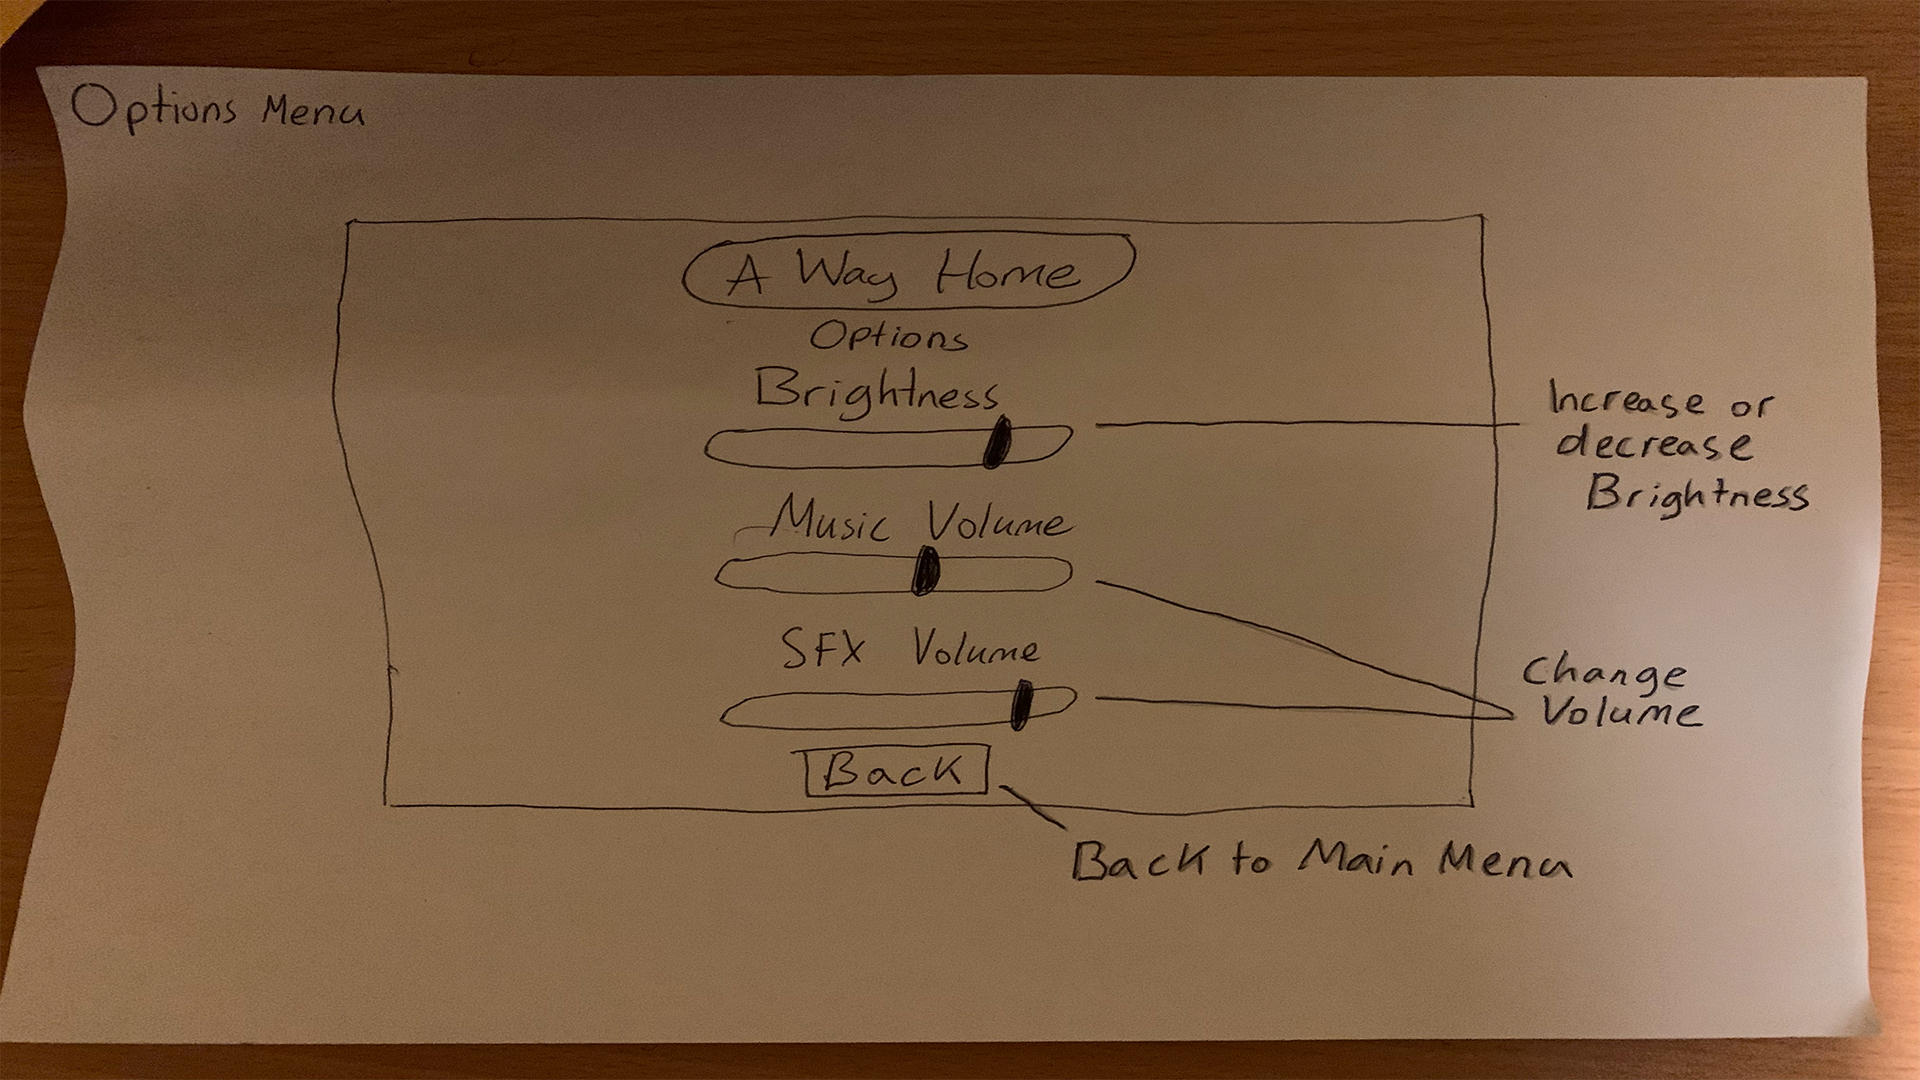 Options Menu
A Way Home
Options
Brightness
Increase or
decrease
Brightness
Music Volume
SFX Volume
Change
Volume
Back
Back to Main Menu